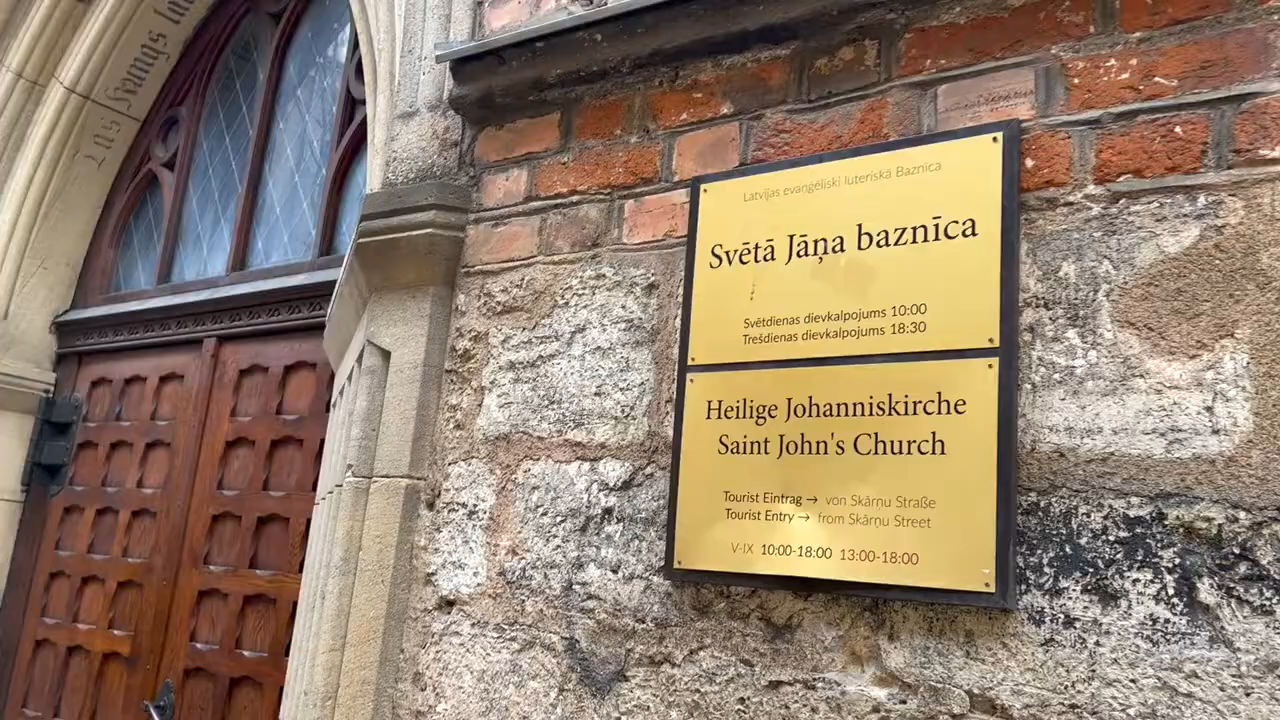 Latvijas evaņģēliski luteriskā Baznīca
Svētā Jāņa baznīca
Svētdienas dievkalpojums 10:00
Trešdienas dievkalpojums 18:30
Heilige Johanniskirche
Saint John's Church
Tourist Eintrag → von Skārņu Straße
Tourist Entry → from Skārņu Street
V-IX 10:00-18:00 13:00-18:00